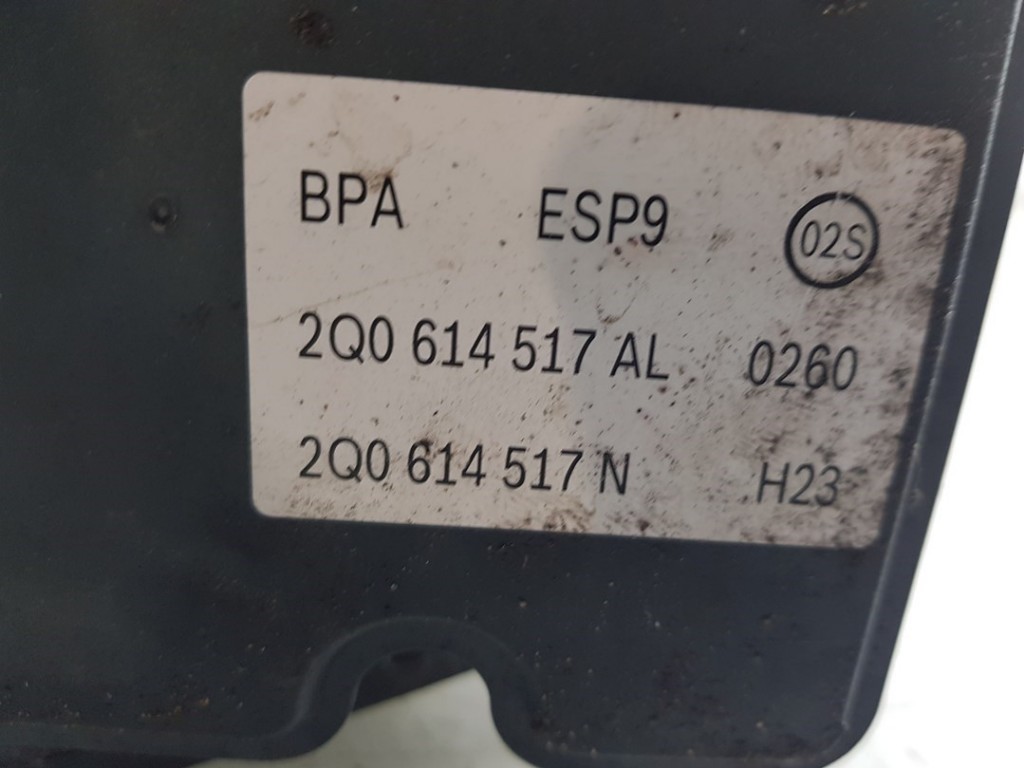 BPA ESP9 02S
2Q0 614 517 AL 0260
2Q0 614 517 N H23